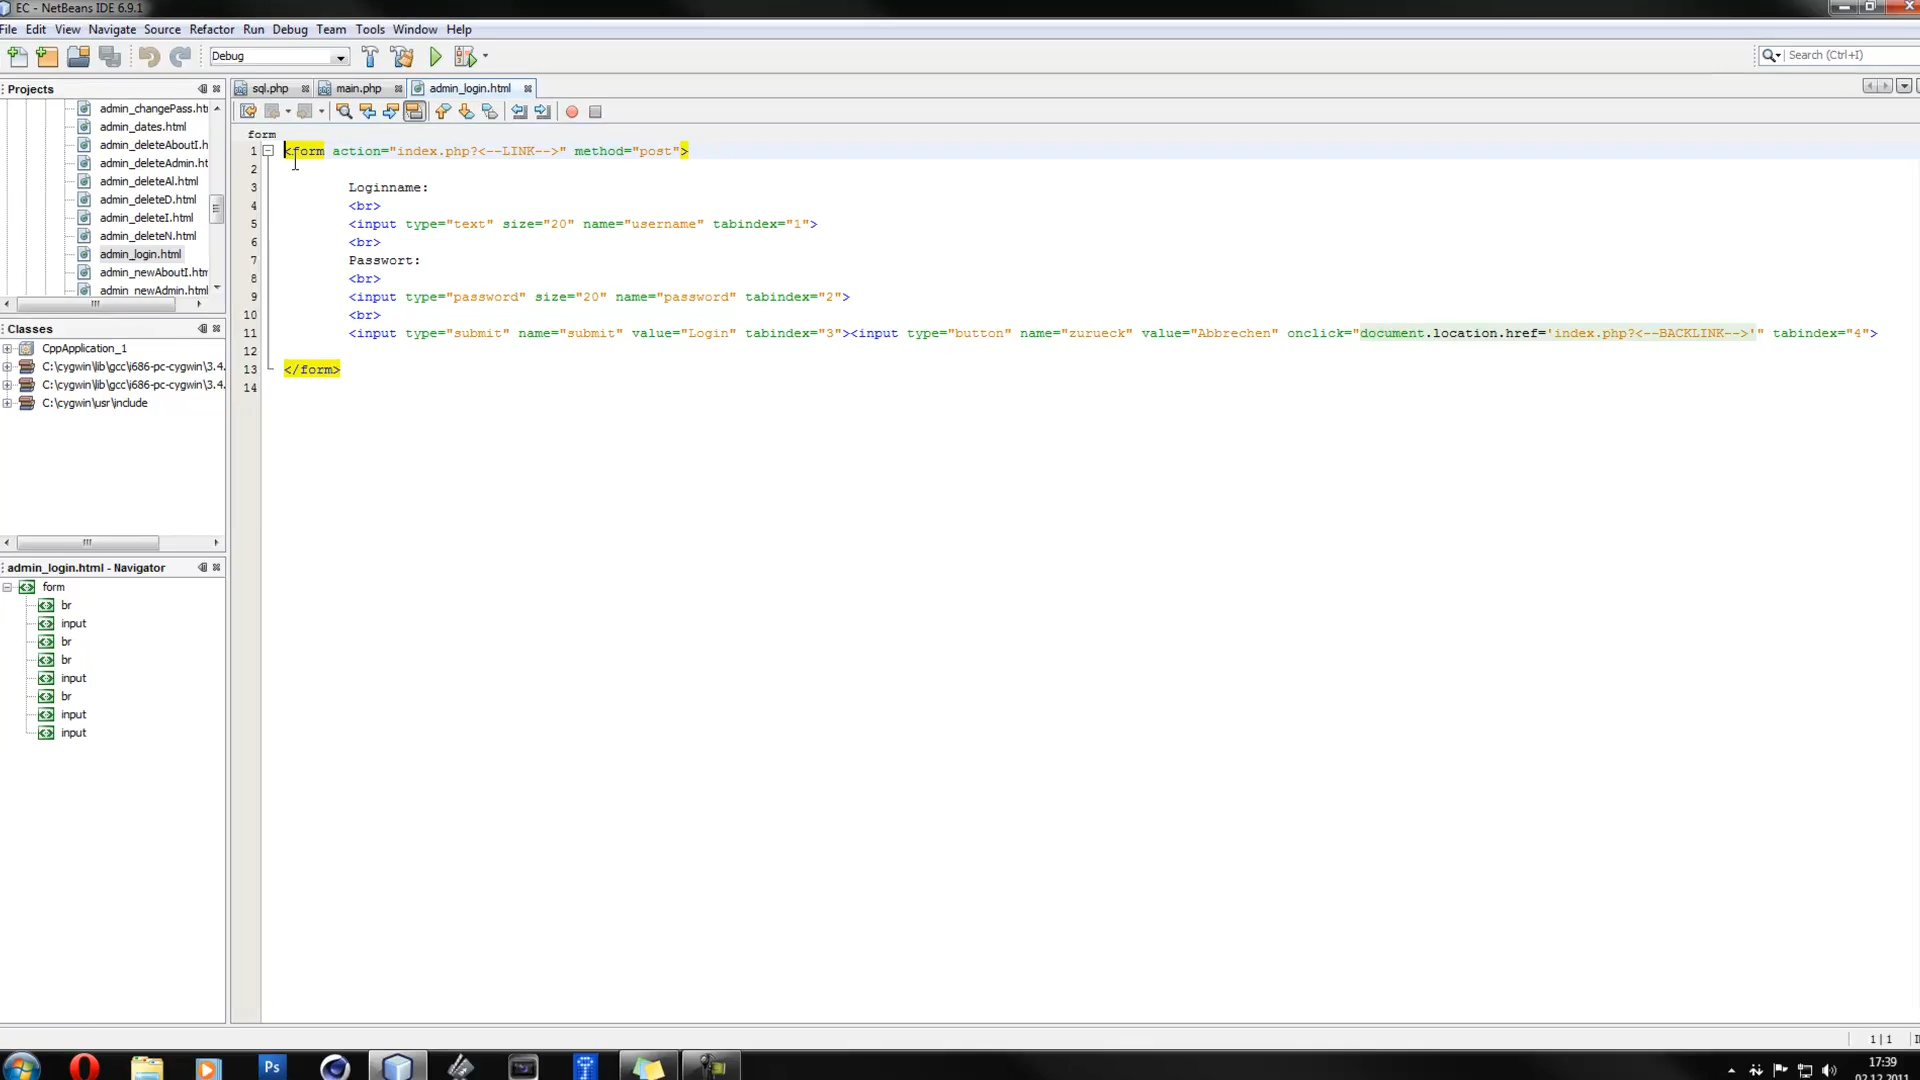 EC - NetBeans IDE 6.9.1
File Edit View Navigate Source Refactor Run Debug Team Tools Window Help
Debug
Search (Ctrl+I)
Projects
sql.php main.php admin_login.html
admin_changePass.ht
admin_dates.html
admin_deleteAboutI.h
admin_deleteAdmin.ht
admin_deleteAl.html
admin_deleteD.html
admin_deleteI.html
admin_deleteN.html
admin_login.html
admin_newAboutI.htm
admin_newAdmin.html
Classes
CppApplication_1
C:\cygwin\lib\gcc\i686-pc-cygwin\3.4.
C:\cygwin\lib\gcc\i686-pc-cygwin\3.4.
C:\cygwin\usr\include
admin_login.html - Navigator
form
br
input
br
br
input
br
input
input
form
1 <form action="index.php?<--LINK-->" method="post">
2
3 Loginname:
4 <br>
5 <input type="text" size="20" name="username" tabindex="1">
6 <br>
7 Passwort:
8 <br>
9 <input type="password" size="20" name="password" tabindex="2">
10 <br>
11 <input type="submit" name="submit" value="Login" tabindex="3"><input type="button" name="zurueck" value="Abbrechen" onclick="document.location.href='index.php?<--BACKLINK-->'" tabindex="4">
12
13 </form>
14
1 | 1
Ps
17:39
02.12.2011